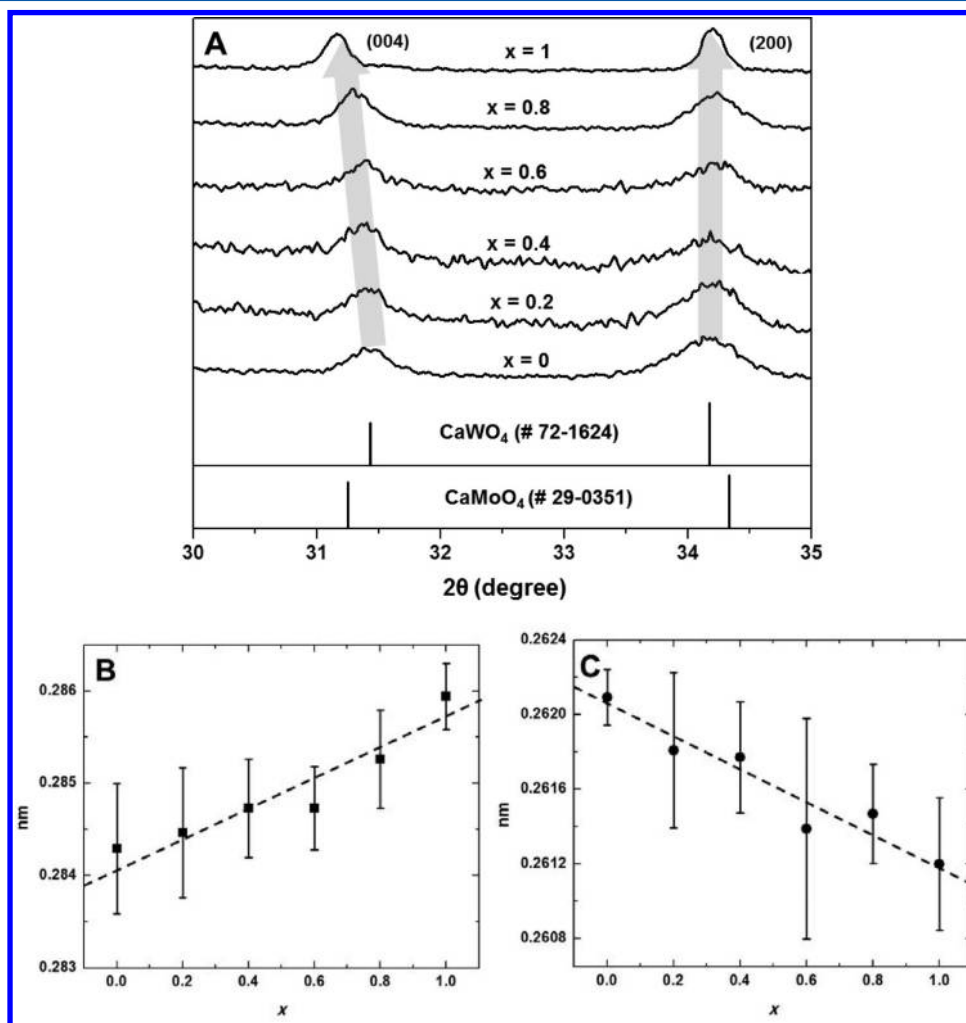 A
(004)
x = 1
(200)
x = 0.8
x = 0.6
x = 0.4
x = 0.2
x = 0
CaWO₄ (# 72-1624)
CaMoO₄ (# 29-0351)
30 31 32 33 34 35
2θ (degree)
B
0.286
0.285
0.284
0.283
nm
0.0 0.2 0.4 0.6 0.8 1.0
x
C
0.2624
0.2620
0.2616
0.2612
0.2608
nm
0.0 0.2 0.4 0.6 0.8 1.0
x